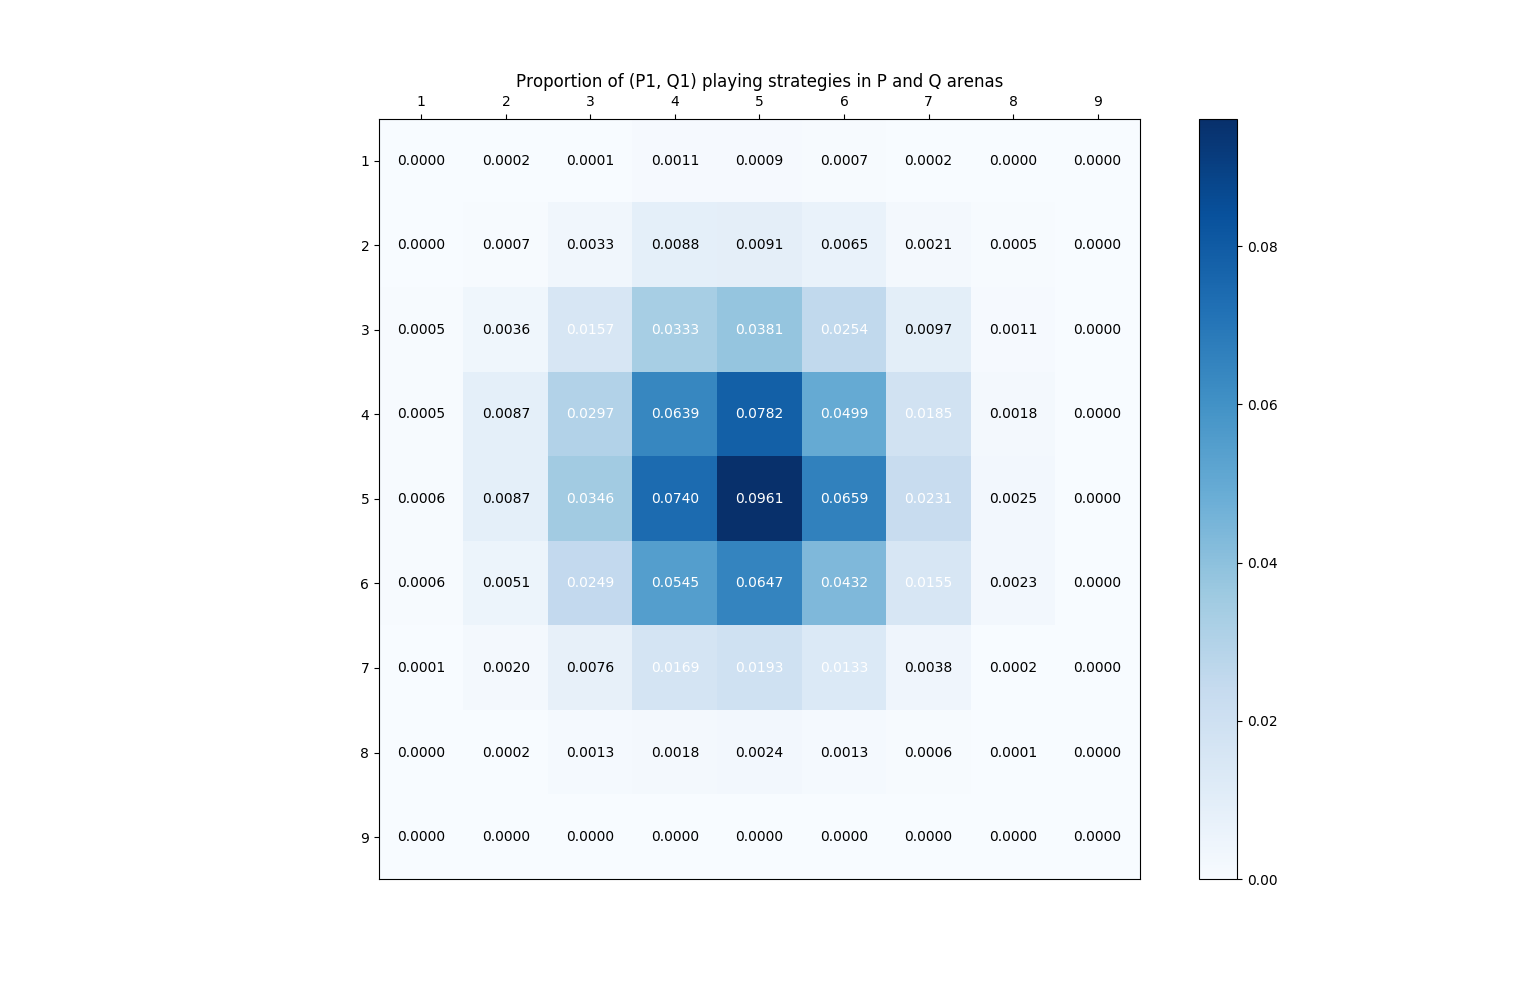 Proportion of (P1, Q1) playing strategies in P and Q arenas
1 2 3 4 5 6 7 8 9
1 0.0000 0.0002 0.0001 0.0011 0.0009 0.0007 0.0002 0.0000 0.0000
2 0.0000 0.0007 0.0033 0.0088 0.0091 0.0065 0.0021 0.0005 0.0000
3 0.0005 0.0036 0.0157 0.0333 0.0381 0.0254 0.0097 0.0011 0.0000
4 0.0005 0.0087 0.0297 0.0639 0.0782 0.0499 0.0185 0.0018 0.0000
5 0.0006 0.0087 0.0346 0.0740 0.0961 0.0659 0.0231 0.0025 0.0000
6 0.0006 0.0051 0.0249 0.0545 0.0647 0.0432 0.0155 0.0023 0.0000
7 0.0001 0.0020 0.0076 0.0169 0.0193 0.0133 0.0038 0.0002 0.0000
8 0.0000 0.0002 0.0013 0.0018 0.0024 0.0013 0.0006 0.0001 0.0000
9 0.0000 0.0000 0.0000 0.0000 0.0000 0.0000 0.0000 0.0000 0.0000
0.08
0.06
0.04
0.02
0.00